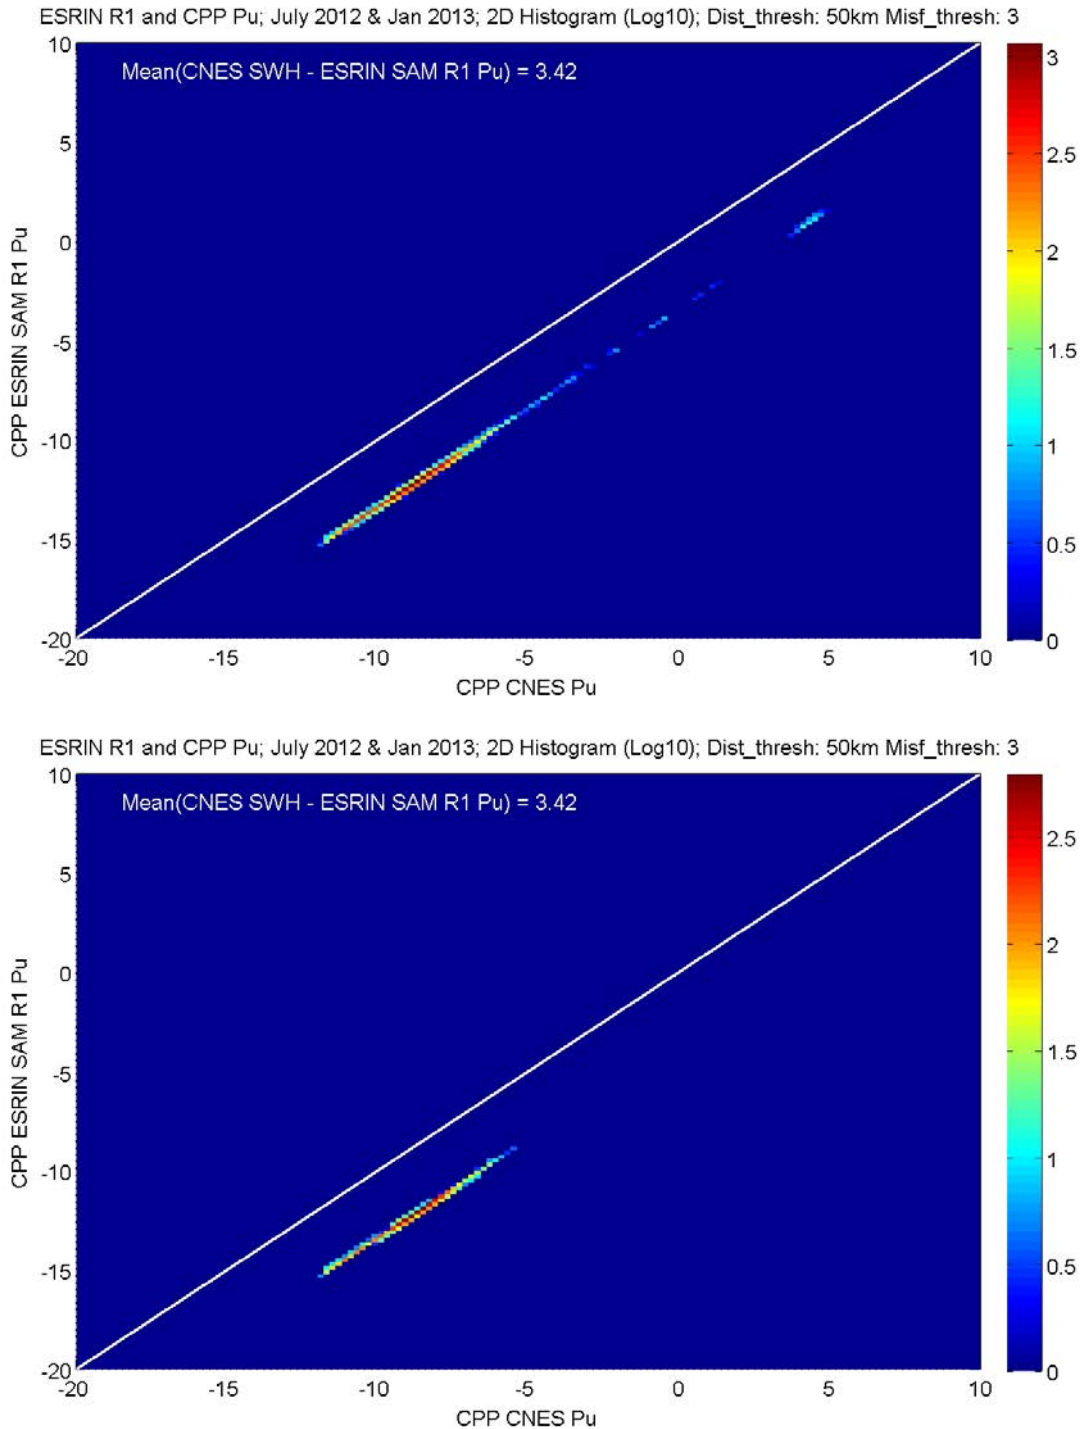 ESRIN R1 and CPP Pu; July 2012 & Jan 2013; 2D Histogram (Log10); Dist_thresh: 50km Misf_thresh: 3
Mean(CNES SWH - ESRIN SAM R1 Pu) = 3.42
10
5
0
-5
-10
-15
-20
CPP ESRIN SAM R1 Pu
-20 -15 -10 -5 0 5 10
CPP CNES Pu
3
2.5
2
1.5
1
0.5
0
ESRIN R1 and CPP Pu; July 2012 & Jan 2013; 2D Histogram (Log10); Dist_thresh: 50km Misf_thresh: 3
Mean(CNES SWH - ESRIN SAM R1 Pu) = 3.42
10
5
0
-5
-10
-15
-20
CPP ESRIN SAM R1 Pu
-20 -15 -10 -5 0 5 10
CPP CNES Pu
2.5
2
1.5
1
0.5
0